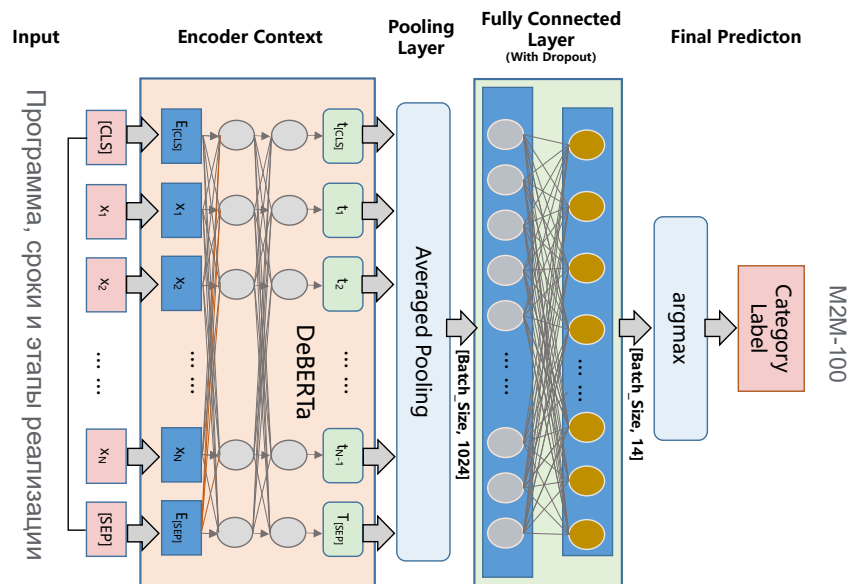 Input
Encoder Context
Pooling
Layer
Fully Connected
Layer
(With Dropout)
Final Predicton
Программа, сроки и этапы реализации
[CLS]
x1
x2
... ...
xN
[SEP]
E[CLS]
x1
x2
... ...
xN
E[SEP]
DeBERTa
... ...
t[CLS]
t1
t2
... ...
tN-1
T[SEP]
Averaged Pooling
[Batch_Size, 1024]
... ...
... ...
[Batch_Size, 14]
argmax
Category
Label
M2M-100